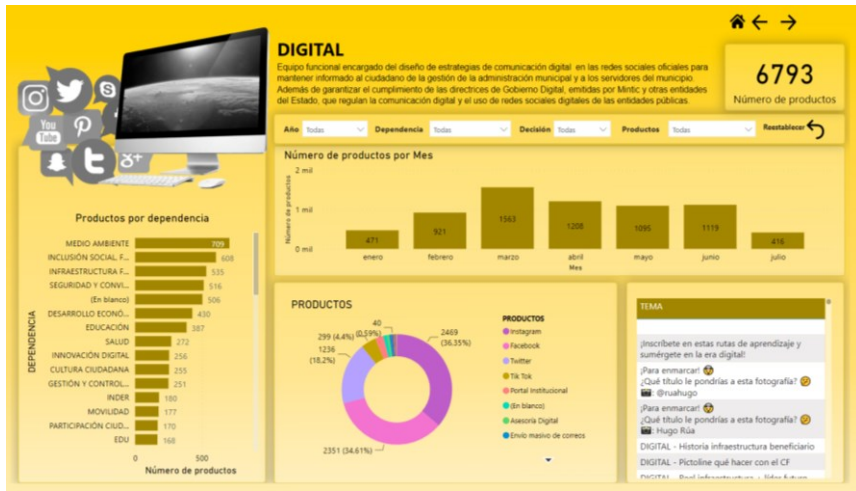 DIGITAL
Equipo funcional encargado del diseño de estrategias de comunicación digital en las redes sociales oficiales para
mantener informado al ciudadano de la gestión de la administración municipal y a los servidores del municipio.
Además de garantizar el cumplimiento de las directrices de Gobierno Digital, emitidas por Mintic y otras entidades
del Estado, que regulan la comunicación digital y el uso de redes sociales digitales de las entidades públicas.
6793
Número de productos
You
Tube
g+
Año Todas Dependencia Todas Decisión Todas Productos Todas Reestablecer
Número de productos por Mes
Número de productos
2 mil
1 mil
0 mil
471
921
1563
1208
1095
1119
416
enero febrero marzo abril mayo junio julio
Mes
Productos por dependencia
DEPENDENCIA
MEDIO AMBIENTE 709
INCLUSIÓN SOCIAL, F... 608
INFRAESTRUCTURA F... 535
SEGURIDAD Y CONVI... 516
(En blanco) 506
DESARROLLO ECONÓ... 430
EDUCACIÓN 387
SALUD 272
INNOVACIÓN DIGITAL 256
CULTURA CIUDADANA 255
GESTIÓN Y CONTROL... 251
INDER 180
MOVILIDAD 177
PARTICIPACIÓN CIUD... 170
EDU 168
0 500
Número de productos
PRODUCTOS
40
(0,59%)
299 (4,4%)
1236
(18,2%)
2469
(36,35%)
2351 (34,61%)
PRODUCTOS
Instagram
Facebook
Twitter
Tik Tok
Portal Institucional
(En blanco)
Asesoría Digital
Envío masivo de correos
TEMA
¡Inscríbete en estas rutas de aprendizaje y
sumérgete en la era digital!
¡Para enmarcar! 
¿Qué título le pondrías a esta fotografía?
: @ruahugo
¡Para enmarcar!
¿Qué título le pondrías a esta fotografía?
: Hugo Rúa
DIGITAL - Historia infraestructura beneficiario
DIGITAL - Pictoline qué hacer con el CF